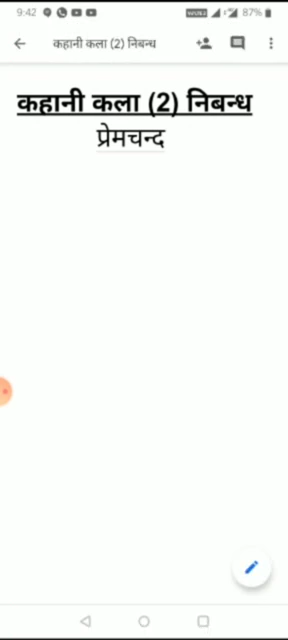 9:42 87%
कहानी कला (2) निबन्ध
कहानी कला (2) निबन्ध
प्रेमचन्द